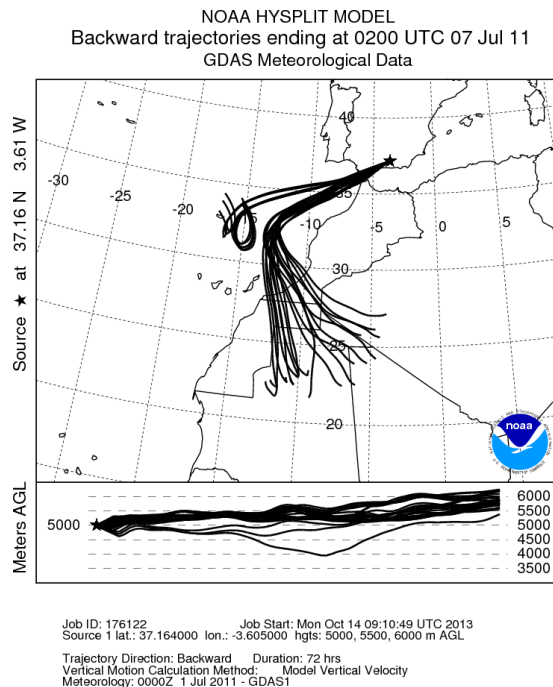 NOAA HYSPLIT MODEL
Backward trajectories ending at 0200 UTC 07 Jul 11
GDAS Meteorological Data
Source ★ at 37.16 N 3.61 W
40
-30
-25
-20
35
-10
-5
0
5
30
25
20
noaa
Meters AGL
5000
6000
5500
5000
4500
4000
3500
Job ID: 176122 Job Start: Mon Oct 14 09:10:49 UTC 2013
Source 1 lat.: 37.164000 lon.: -3.605000 hgts: 5000, 5500, 6000 m AGL
Trajectory Direction: Backward Duration: 72 hrs
Vertical Motion Calculation Method: Model Vertical Velocity
Meteorology: 0000Z 1 Jul 2011 - GDAS1